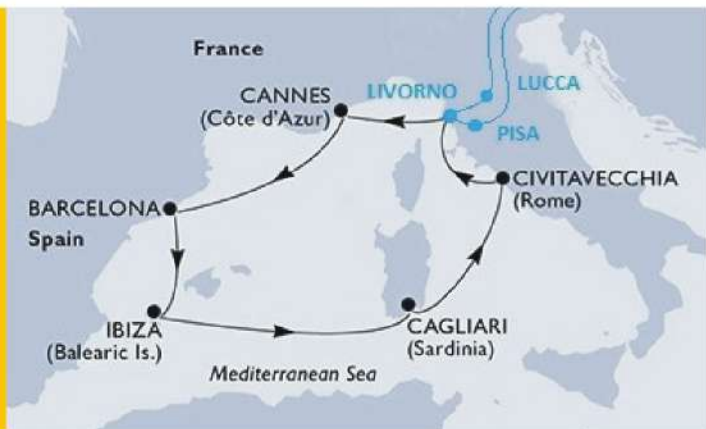 France
LIVORNO
LUCCA
CANNES
(Côte d'Azur)
PISA
CIVITAVECCHIA
(Rome)
BARCELONA
Spain
IBIZA
(Balearic Is.)
CAGLIARI
(Sardinia)
Mediterranean Sea